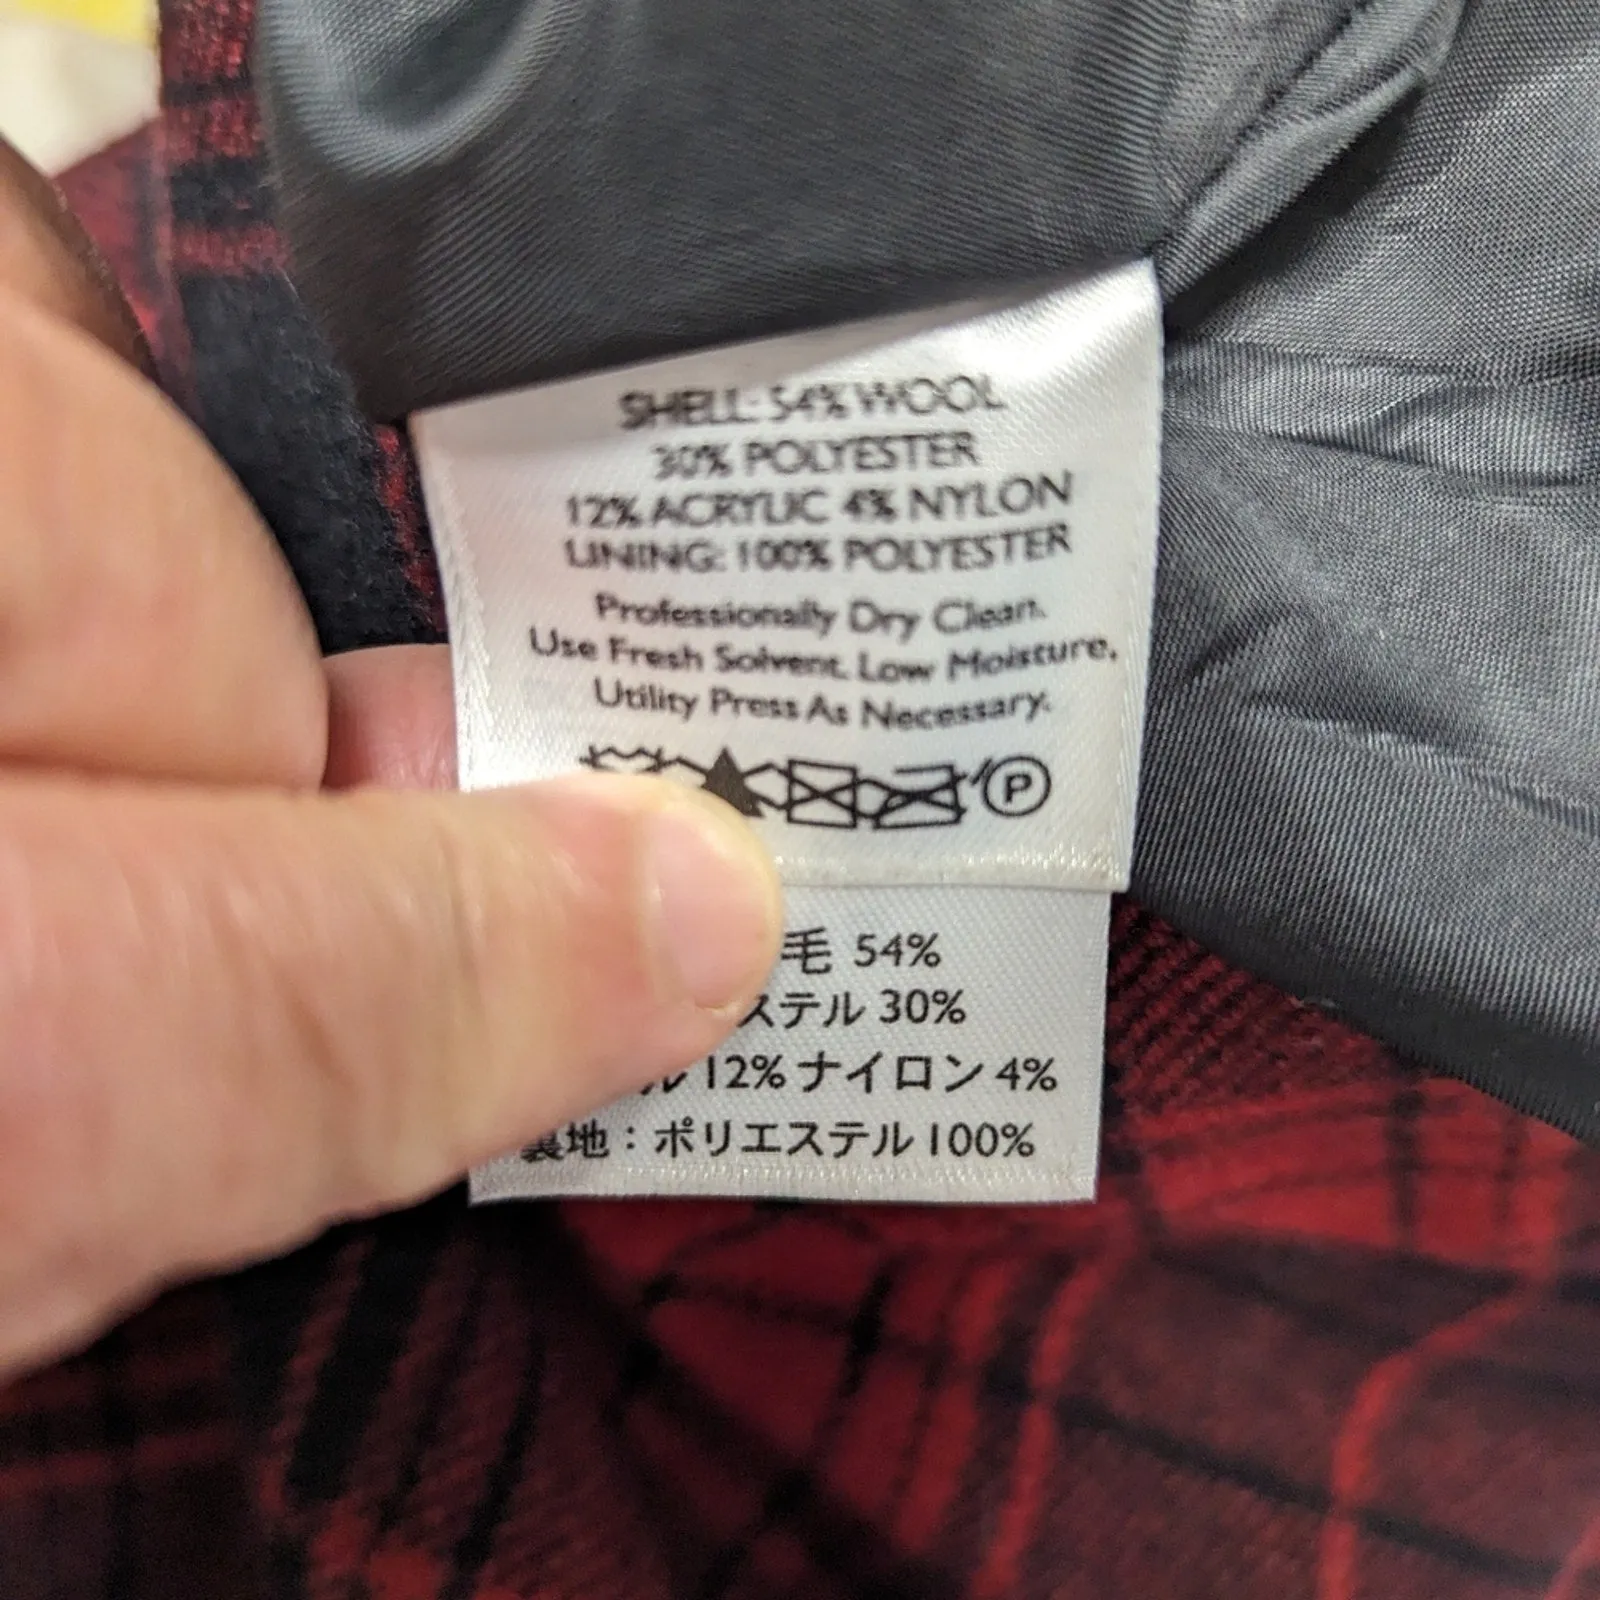 SHELL: 54% WOOL
30% POLYESTER
12% ACRYLIC 4% NYLON
LINING: 100% POLYESTER
Professionally Dry Clean.
Use Fresh Solvent. Low Moisture,
Utility Press As Necessary.
P
毛 54%
ステル 30%
ル 12% ナイロン 4%
裏地：ポリエステル 100%